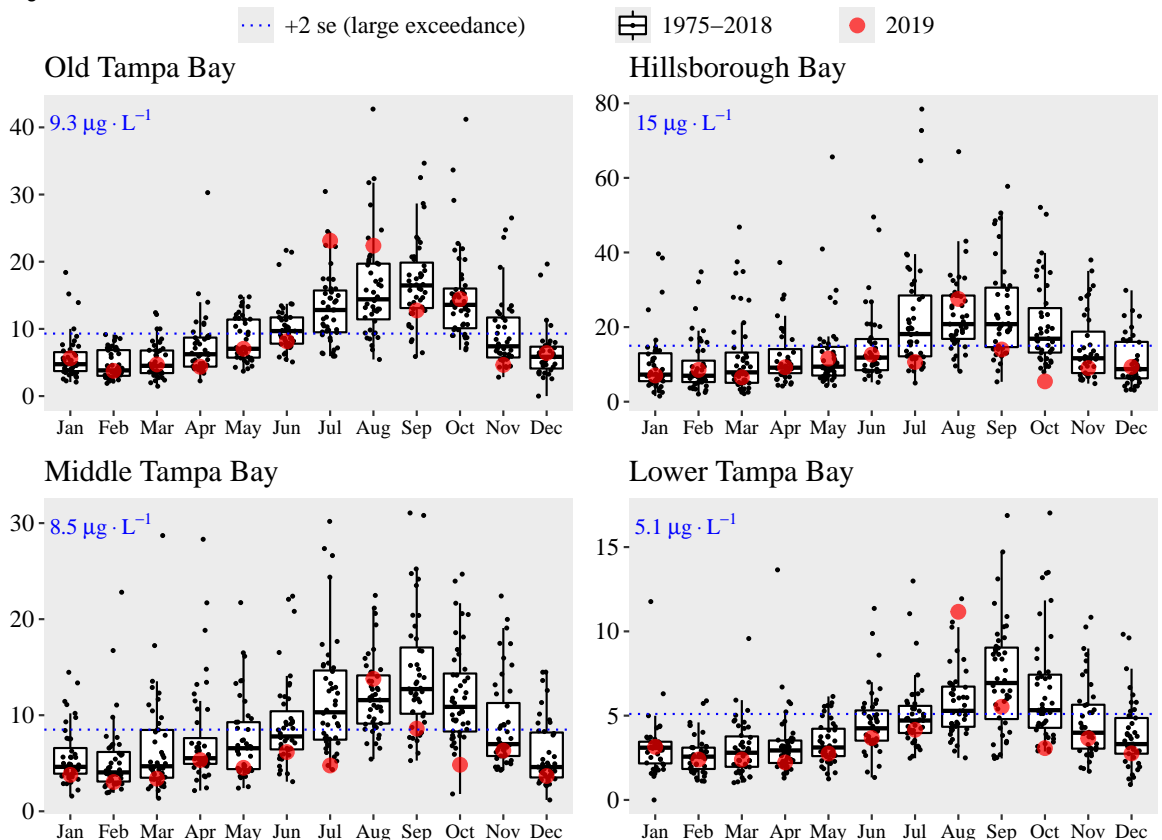 +2 se (large exceedance) 1975−2018 2019
Old Tampa Bay
9.3 μg · L⁻¹
40
30
20
10
0
Jan Feb Mar Apr May Jun Jul Aug Sep Oct Nov Dec
Hillsborough Bay
15 μg · L⁻¹
80
60
40
20
0
Jan Feb Mar Apr May Jun Jul Aug Sep Oct Nov Dec
Middle Tampa Bay
8.5 μg · L⁻¹
30
20
10
0
Jan Feb Mar Apr May Jun Jul Aug Sep Oct Nov Dec
Lower Tampa Bay
5.1 μg · L⁻¹
15
10
5
0
Jan Feb Mar Apr May Jun Jul Aug Sep Oct Nov Dec